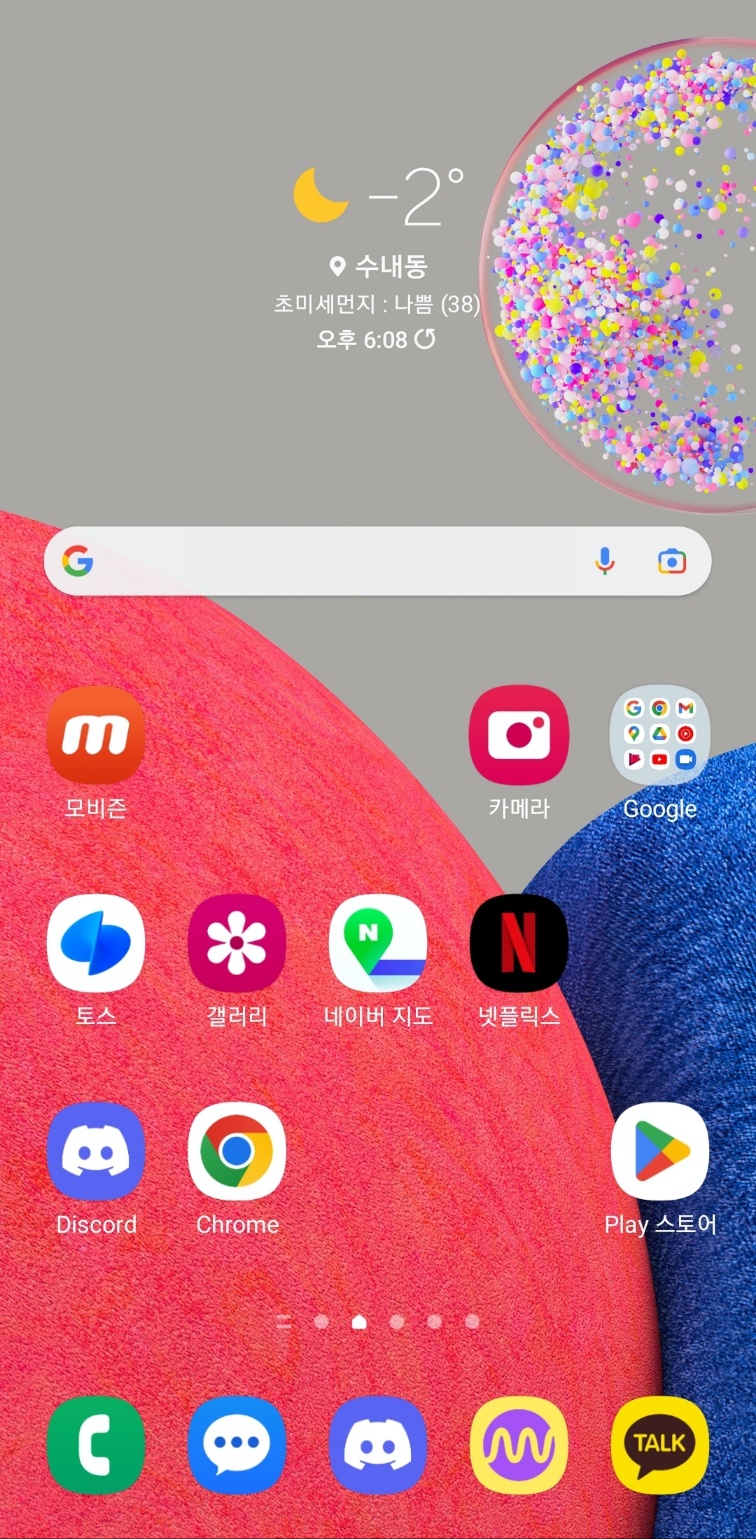 -2°
수내동
초미세먼지 : 나쁨 (38)
오후 6:08
모비즌
카메라
Google
토스
갤러리
N
네이버 지도
N
넷플릭스
Discord
Chrome
Play 스토어
TALK